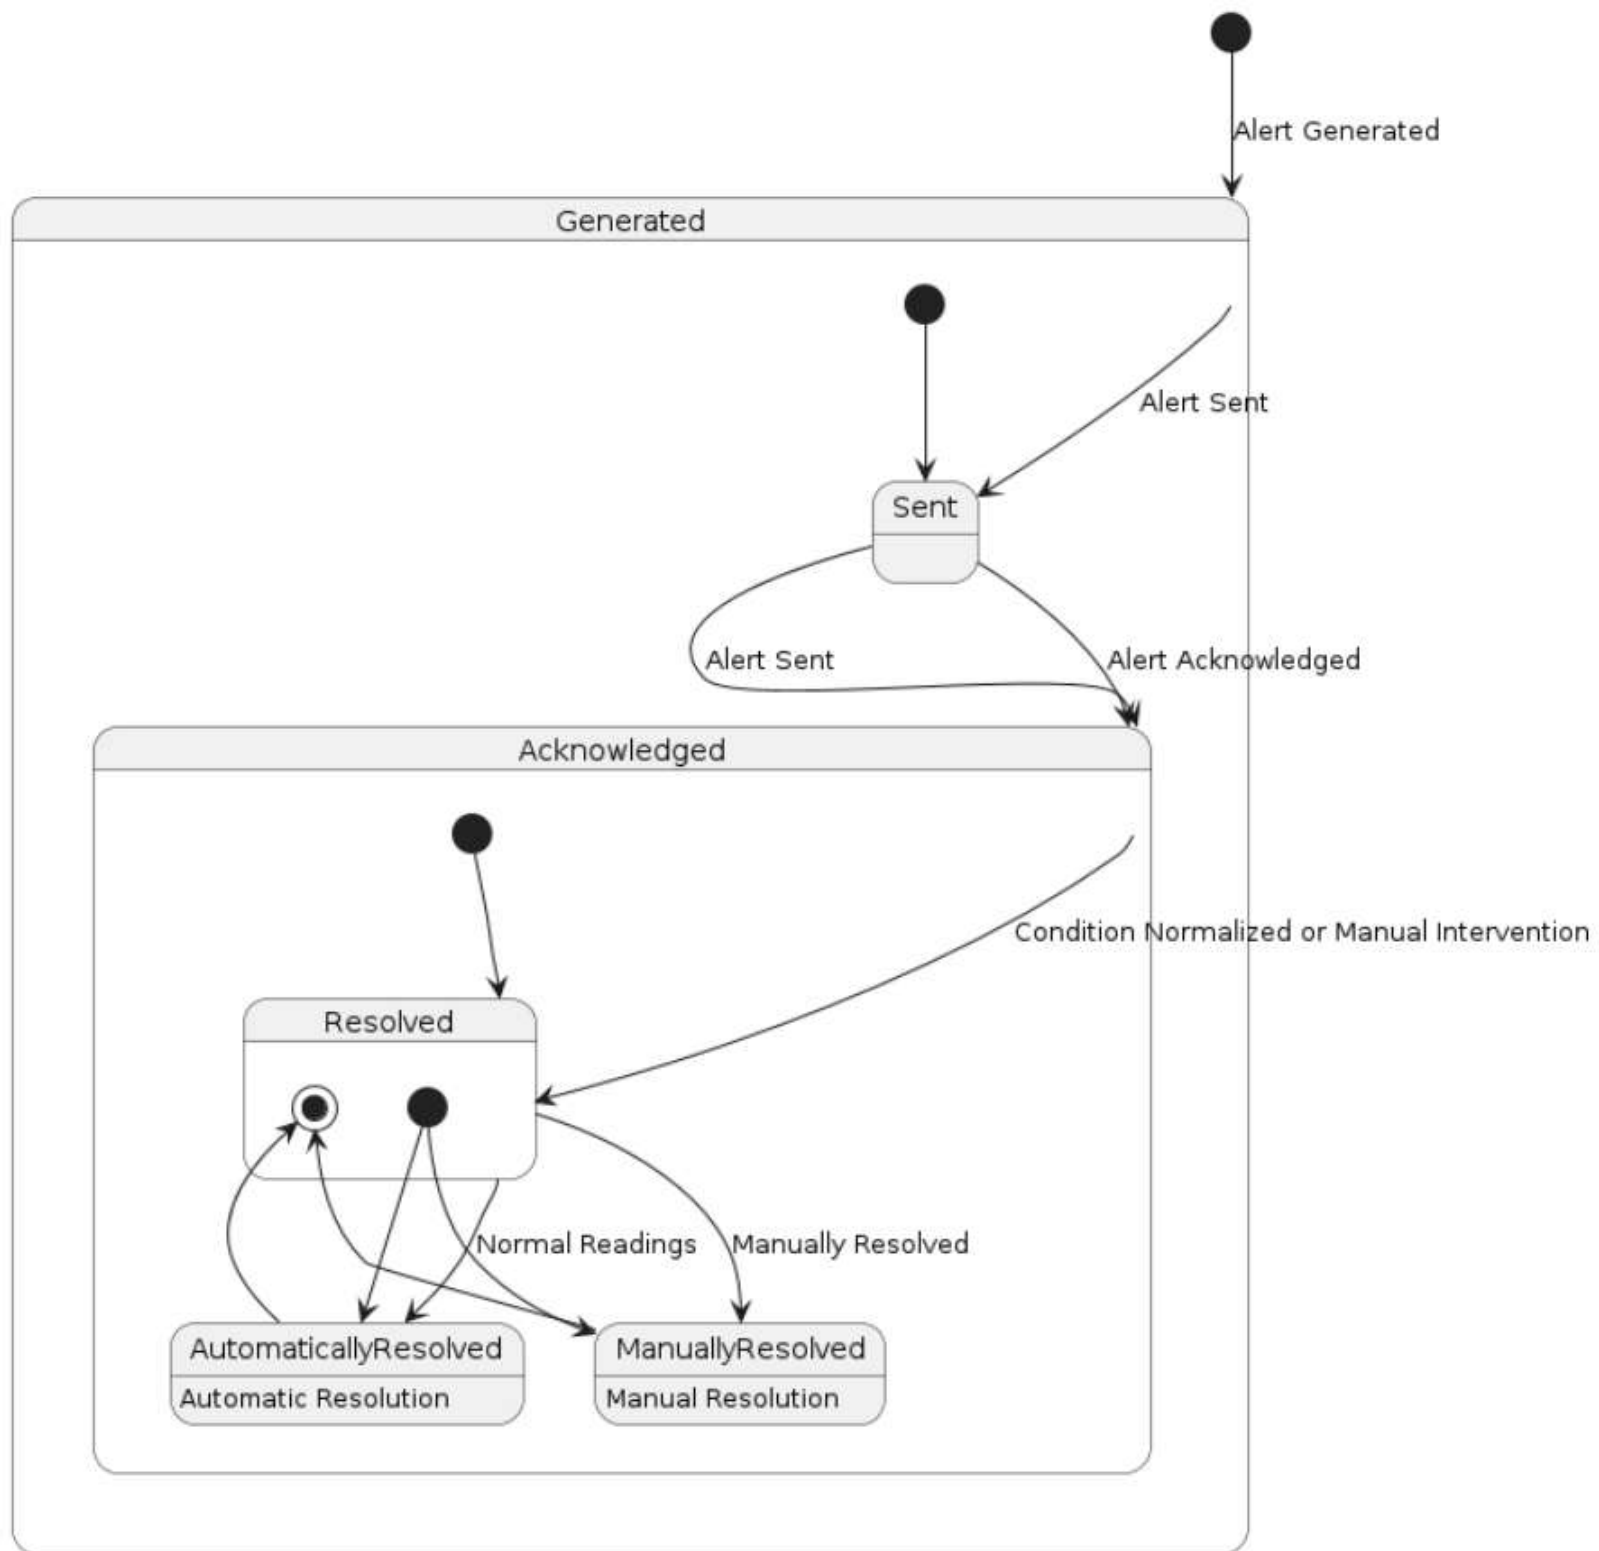 Alert Generated
Generated
Alert Sent
Sent
Alert Sent
Alert Acknowledged
Acknowledged
Condition Normalized or Manual Intervention
Resolved
Normal Readings
Manually Resolved
AutomaticallyResolved
Automatic Resolution
ManuallyResolved
Manual Resolution